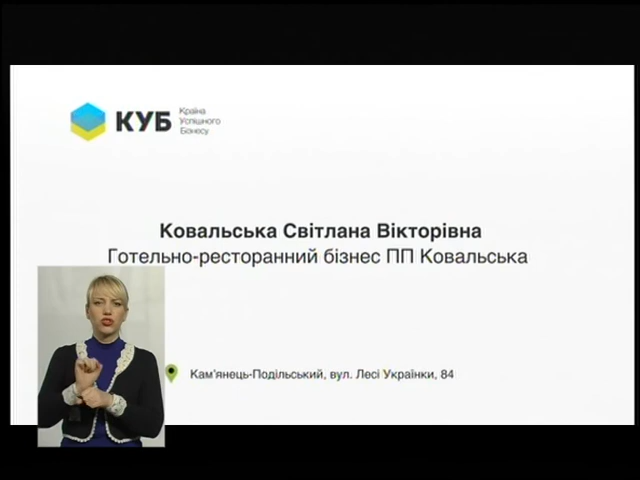 КУБ
Країна
Успішного
Бізнесу
Ковальська Світлана Вікторівна
Готельно-ресторанний бізнес ПП Ковальська
Кам'янець-Подільський, вул. Лесі Українки, 84